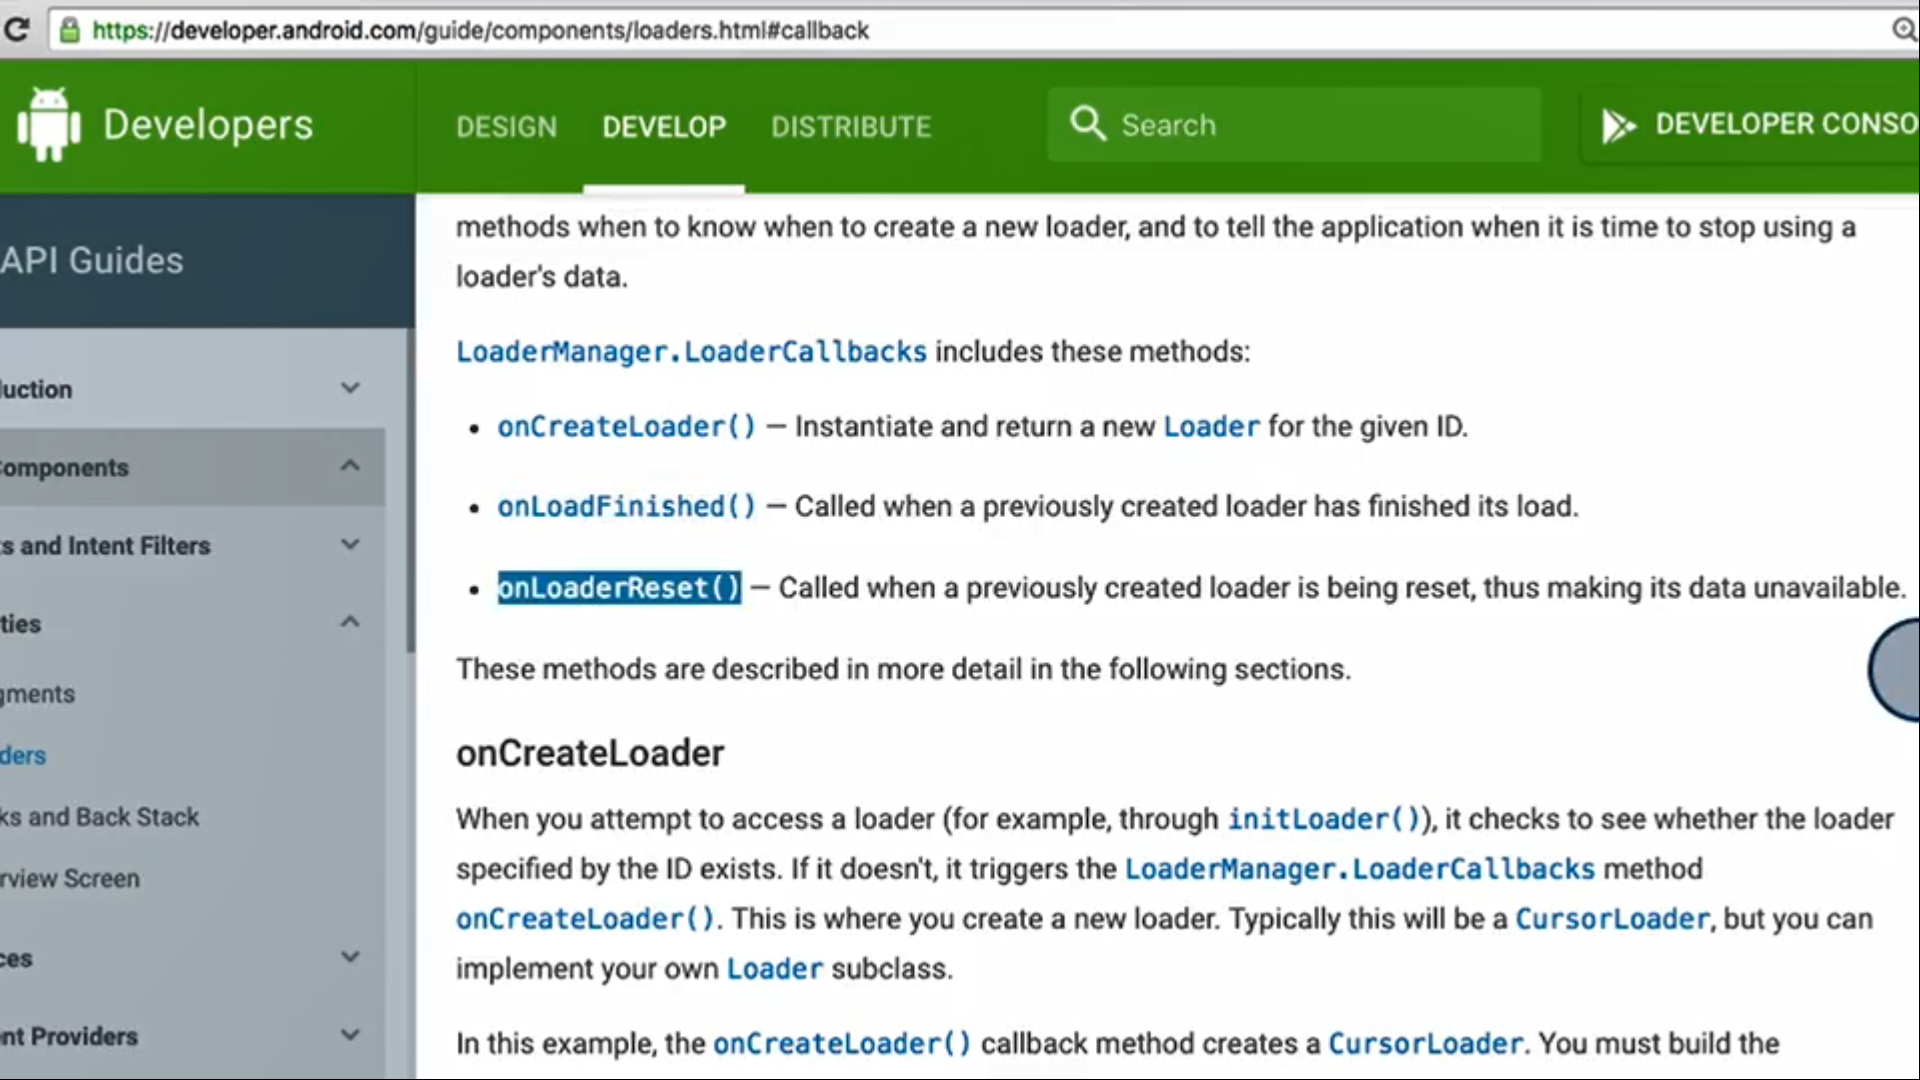 https://developer.android.com/guide/components/loaders.html#callback
Developers
DESIGN DEVELOP DISTRIBUTE
Search
DEVELOPER CONSO
API Guides
uction
Components
s and Intent Filters
ties
gments
ders
ks and Back Stack
rview Screen
ces
nt Providers
methods when to know when to create a new loader, and to tell the application when it is time to stop using a
loader's data.
LoaderManager.LoaderCallbacks includes these methods:
• onCreateLoader() — Instantiate and return a new Loader for the given ID.
• onLoadFinished() — Called when a previously created loader has finished its load.
• onLoaderReset() — Called when a previously created loader is being reset, thus making its data unavailable.
These methods are described in more detail in the following sections.
onCreateLoader
When you attempt to access a loader (for example, through initLoader()), it checks to see whether the loader
specified by the ID exists. If it doesn't, it triggers the LoaderManager.LoaderCallbacks method
onCreateLoader(). This is where you create a new loader. Typically this will be a CursorLoader, but you can
implement your own Loader subclass.
In this example, the onCreateLoader() callback method creates a CursorLoader. You must build the